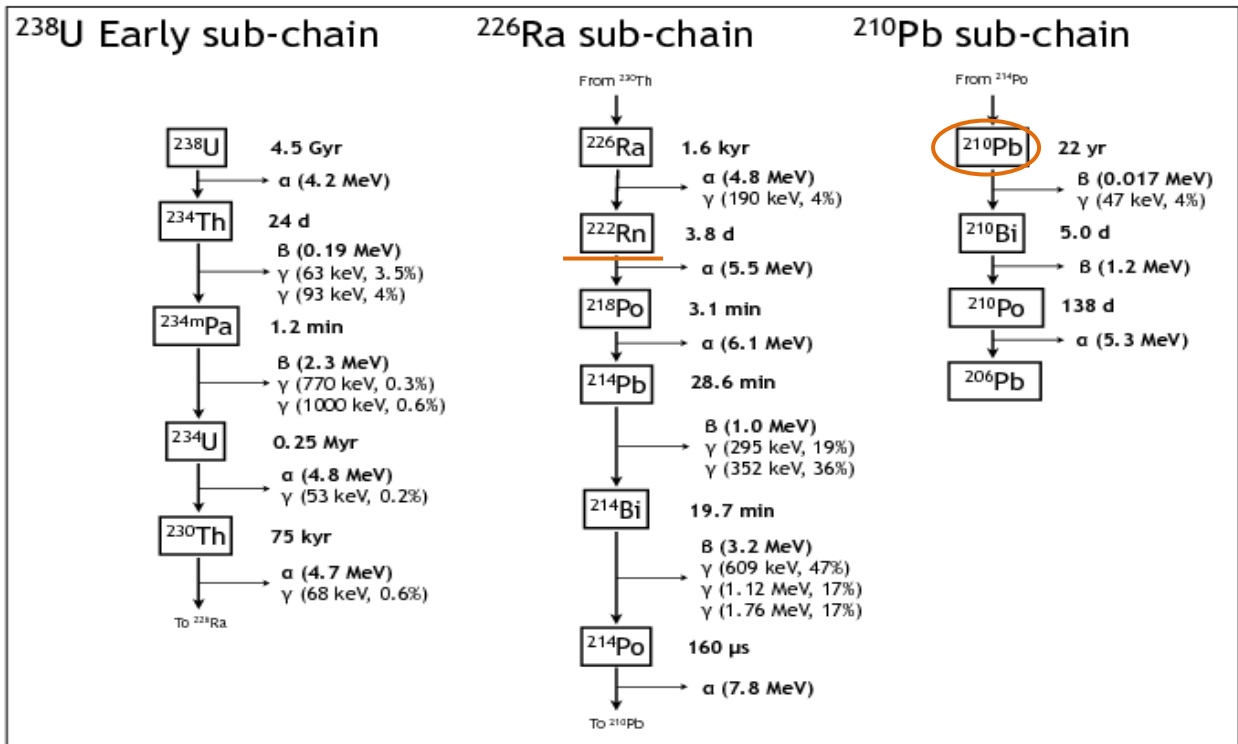 ²³⁸U Early sub-chain
²³⁸U 4.5 Gyr
α (4.2 MeV)
²³⁴Th 24 d
β (0.19 MeV)
γ (63 keV, 3.5%)
γ (93 keV, 4%)
²³⁴ᵐPa 1.2 min
β (2.3 MeV)
γ (770 keV, 0.3%)
γ (1000 keV, 0.6%)
²³⁴U 0.25 Myr
α (4.8 MeV)
γ (53 keV, 0.2%)
²³⁰Th 75 kyr
α (4.7 MeV)
γ (68 keV, 0.6%)
To ²²⁶Ra
²²⁶Ra sub-chain
From ²³⁰Th
²²⁶Ra 1.6 kyr
α (4.8 MeV)
γ (190 keV, 4%)
²²²Rn 3.8 d
α (5.5 MeV)
²¹⁸Po 3.1 min
α (6.1 MeV)
²¹⁴Pb 28.6 min
β (1.0 MeV)
γ (295 keV, 19%)
γ (352 keV, 36%)
²¹⁴Bi 19.7 min
β (3.2 MeV)
γ (609 keV, 47%)
γ (1.12 MeV, 17%)
γ (1.76 MeV, 17%)
²¹⁴Po 160 µs
α (7.8 MeV)
To ²¹⁰Pb
²¹⁰Pb sub-chain
From ²¹⁴Po
²¹⁰Pb 22 yr
β (0.017 MeV)
γ (47 keV, 4%)
²¹⁰Bi 5.0 d
β (1.2 MeV)
²¹⁰Po 138 d
α (5.3 MeV)
²⁰⁶Pb